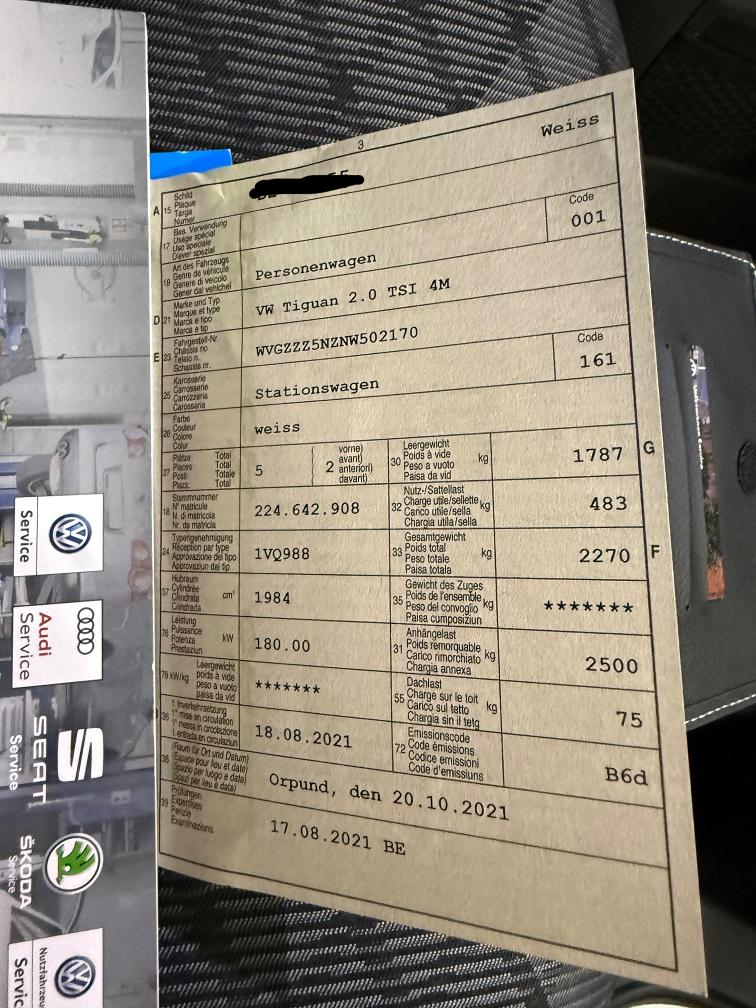 3
Weiss
A 15 Schild
Plaque
Targa
Numer
17 Bes. Verwendung
Usage spécial
Uso speciale
Diever spezial
19 Art des Fahrzeugs
Genre de véhicule
Genere di veicolo
Gener dal vehichel
Personenwagen
Code
001
D 21 Marke und Typ
Marque et type
Marca e tipo
Marca e tip
VW Tiguan 2.0 TSI 4M
E 23 Fahrgestell-Nr.
Châssis no
Telaio n.
Schassis nr.
WVGZZZ5NZNW502170
25 Karosserie
Carrosserie
Carrozzeria
Carosseria
Stationswagen
Code
161
26 Farbe
Couleur
Colore
Colur
weiss
27 Plätze Total
Places Total
Posti Totale
Plazs. Total
5
2
vorne)
avant)
anteriori)
davant)
30 Leergewicht
Poids à vide
Peso a vuoto
Paisa da vid
kg
1787
G
18 Stammnummer
N° matricule
N. di matricola
Nr. da matricla
224.642.908
32 Nutz-/Sattellast
Charge utile/sellette
Carico utile/sella
Chargia utila/sella
kg
483
24 Typengenehmigung
Réception par type
Approvazione del tipo
Approvaziun dal tip
1VQ988
33 Gesamtgewicht
Poids total
Peso totale
Paisa totala
kg
2270
F
37 Hubraum
Cylindrée
Cilindrata
Cilindrada
cm³
1984
35 Gewicht des Zuges
Poids de l'ensemble
Peso del convoglio
Paisa cumposiziun
kg
*******
76 Leistung
Puissance
Potenza
Prestaziun
kW
180.00
31 Anhängelast
Poids remorquable
Carico rimorchiato
Chargia annexa
kg
2500
78 kW/kg
Leergewicht
poids à vide
peso a vuoto
paisa da vid
*******
55 Dachlast
Charge sur le toit
Carico sul tetto
Chargia sin il tetg
kg
75
36 1. Inverkehrsetzung
1re mise en circulation
1a messa in circolazione
1. entrada en circulaziun
18.08.2021
72 Emissionscode
Code émissions
Codice emissioni
Code d'emissiuns
B6d
38 (Raum für Ort und Datum)
(Espace pour lieu et date)
(Spazio per luogo e data)
(Spazi per lieu e data)
Orpund, den 20.10.2021
39 Prüfungen
Expertises
Perizie
Examinaziuns
17.08.2021 BE
Service
Audi
Service
SEAT
Service
ŠKODA
Service
Nutzfahrzeuge
Service